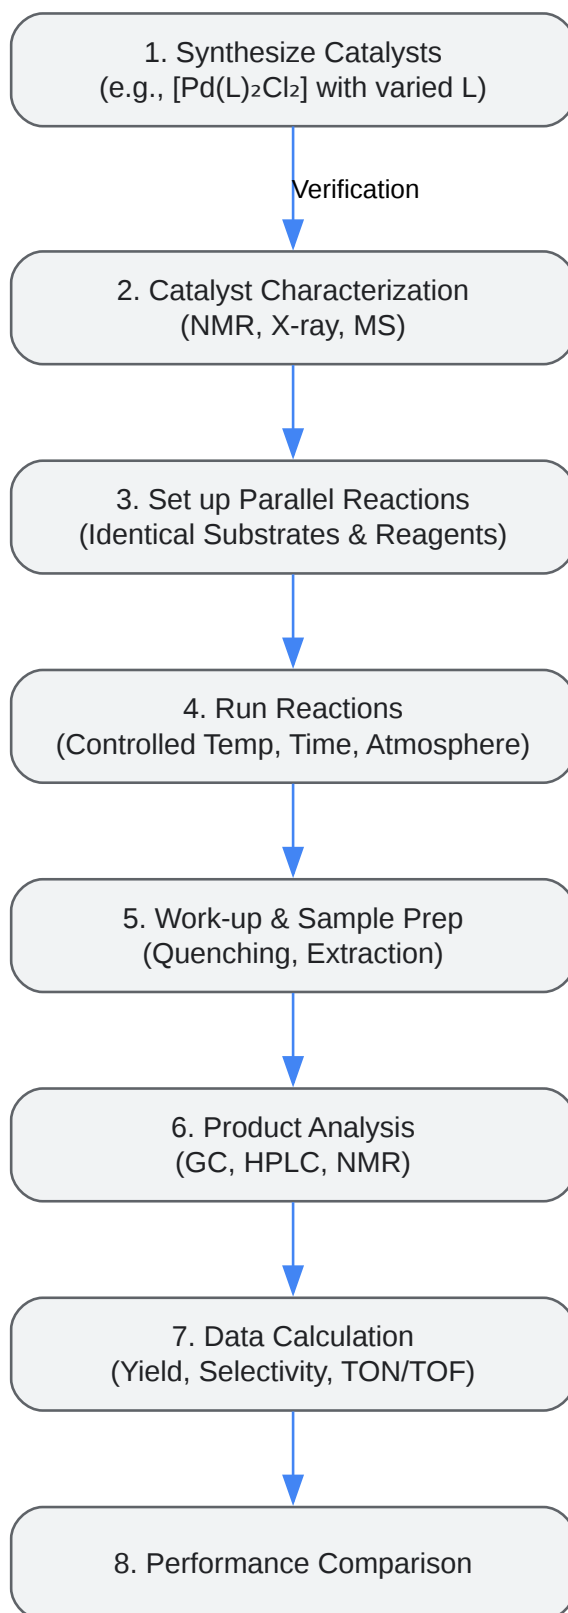 1. Synthesize Catalysts
(e.g., [Pd(L)₂Cl₂] with varied L)
Verification
2. Catalyst Characterization
(NMR, X-ray, MS)
3. Set up Parallel Reactions
(Identical Substrates & Reagents)
4. Run Reactions
(Controlled Temp, Time, Atmosphere)
5. Work-up & Sample Prep
(Quenching, Extraction)
6. Product Analysis
(GC, HPLC, NMR)
7. Data Calculation
(Yield, Selectivity, TON/TOF)
8. Performance Comparison